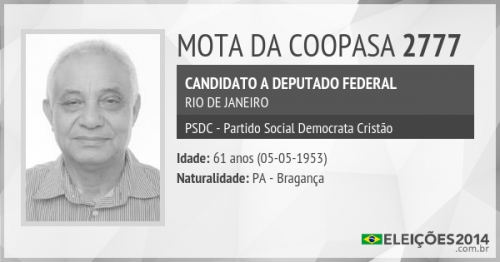 MOTA DA COOPASA 2777
CANDIDATO A DEPUTADO FEDERAL
RIO DE JANEIRO
PSDC - Partido Social Democrata Cristão
Idade: 61 anos (05-05-1953)
Naturalidade: PA - Bragança
ELEIÇÕES2014
.com.br